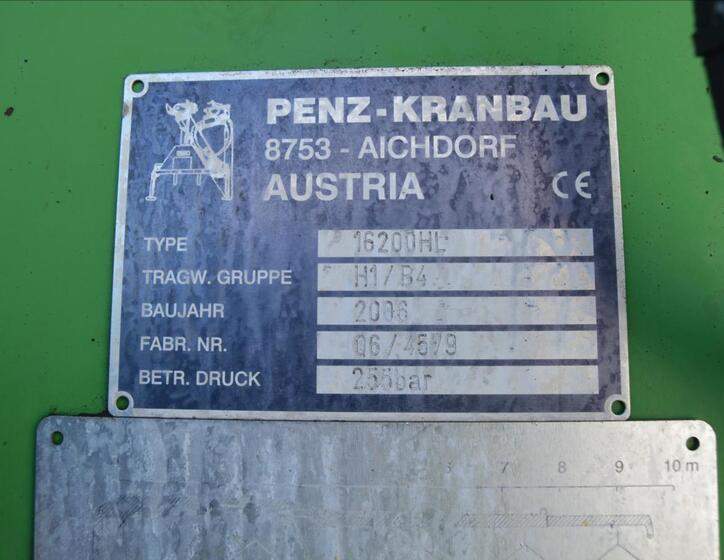 PENZ-KRANBAU
8753 - AICHDORF
AUSTRIA CE
TYPE 16200HL
TRAGW. GRUPPE H1/B4
BAUJAHR 2006
FABR. NR. 06/4579
BETR. DRUCK 255bar
7 8 9 10 m